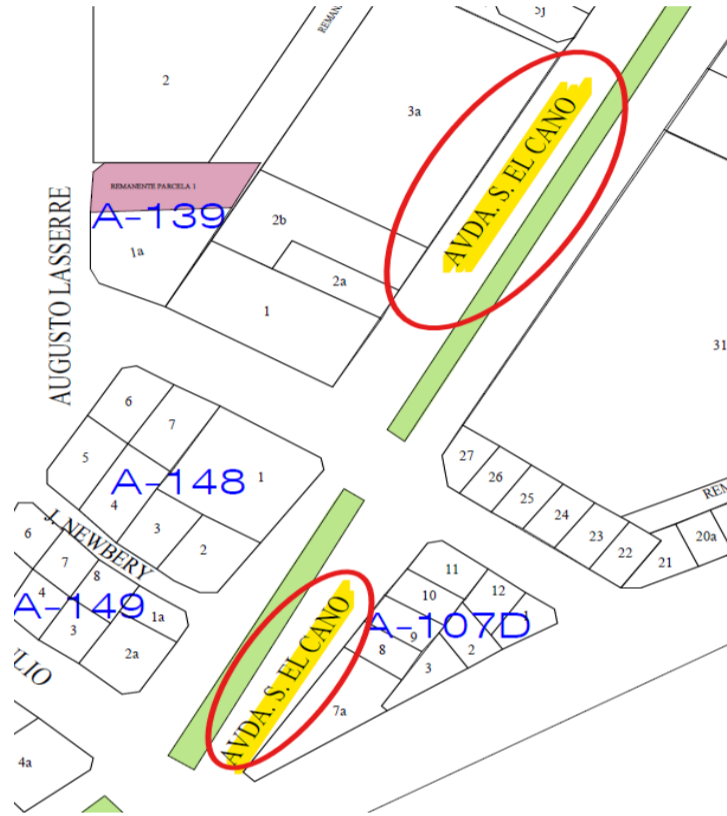 5j
2
3a
AVDA. S. EL CANO
REMANENTE PARCELA 1
A-139
AUGUSTO LASSERRE
1a
2b
2a
1
31
6
7
5
A-148
1
4
3
2
27
26
25
24
23
22
21
20a
J. NEWBERY
6
7
8
4
A-149
1a
3
2a
11
10
12
A-107D
1
9
8
2
3
AVDA. S. EL CANO
7a
4a